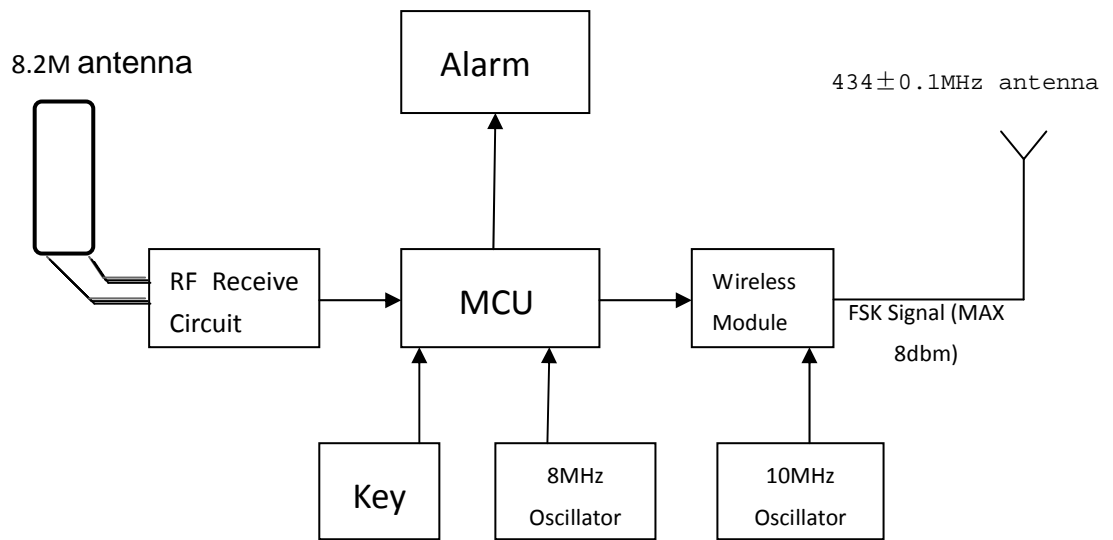 8.2M antenna
Alarm
434±0.1MHz antenna
RF Receive
Circuit
MCU
Wireless
Module
FSK Signal (MAX
8dbm)
Key
8MHz
Oscillator
10MHz
Oscillator